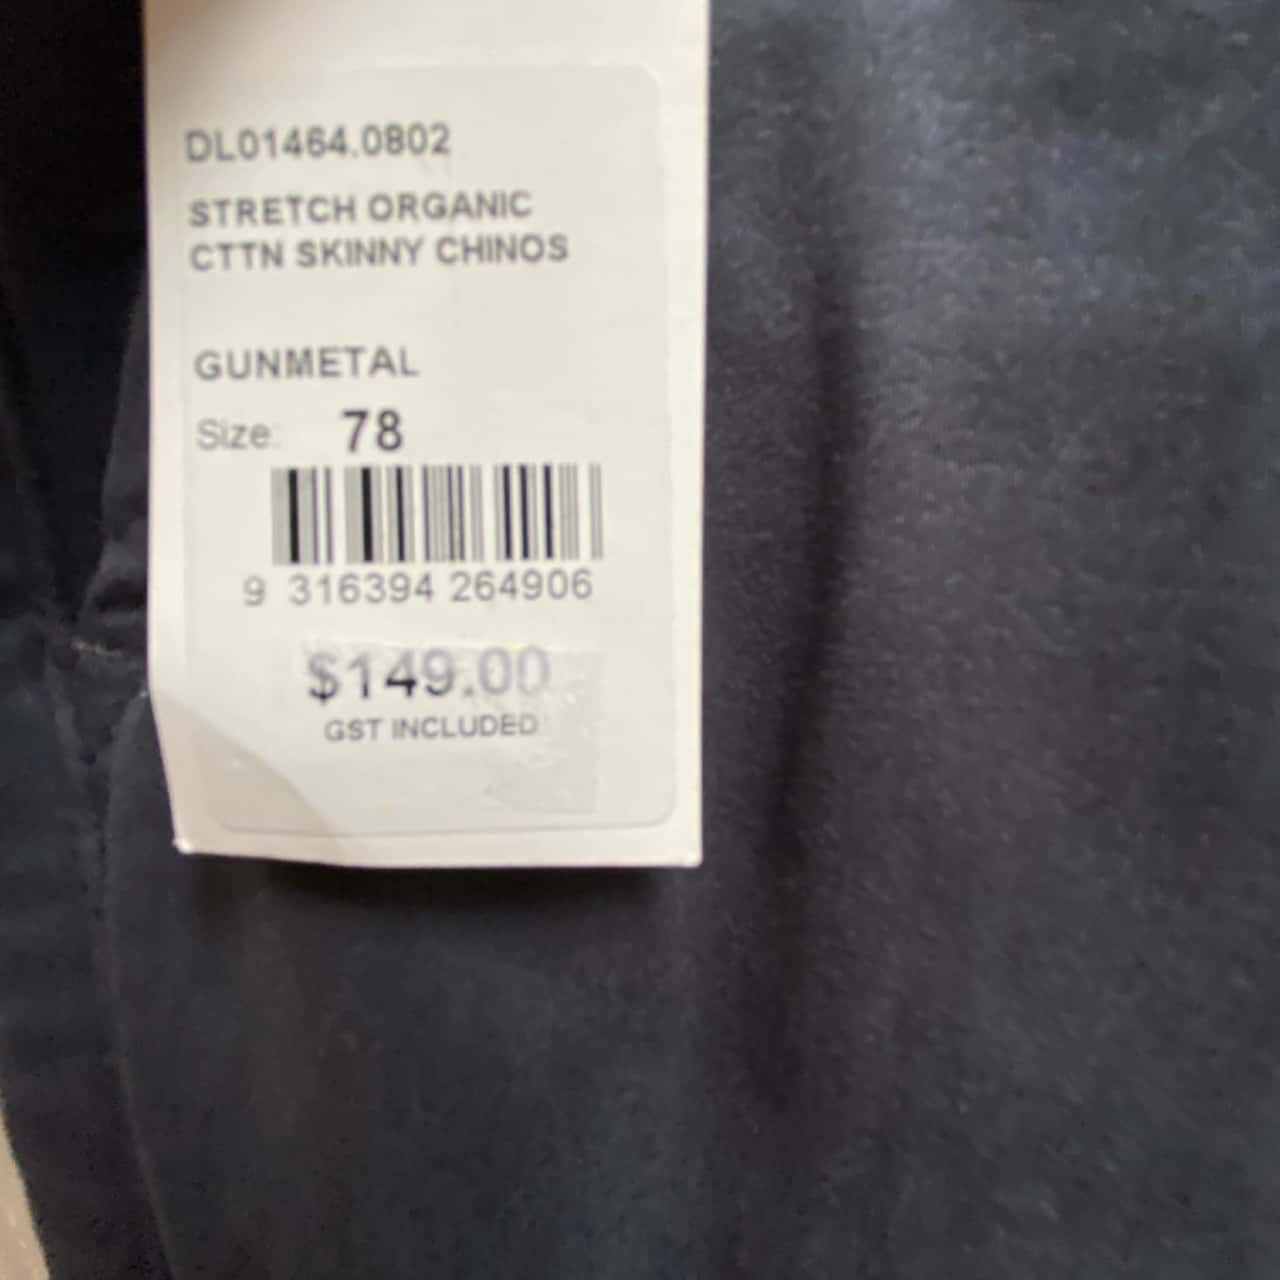 DL01464.0802
STRETCH ORGANIC
CTTN SKINNY CHINOS
GUNMETAL
Size: 78
9 316394 264906
$149.00
GST INCLUDED